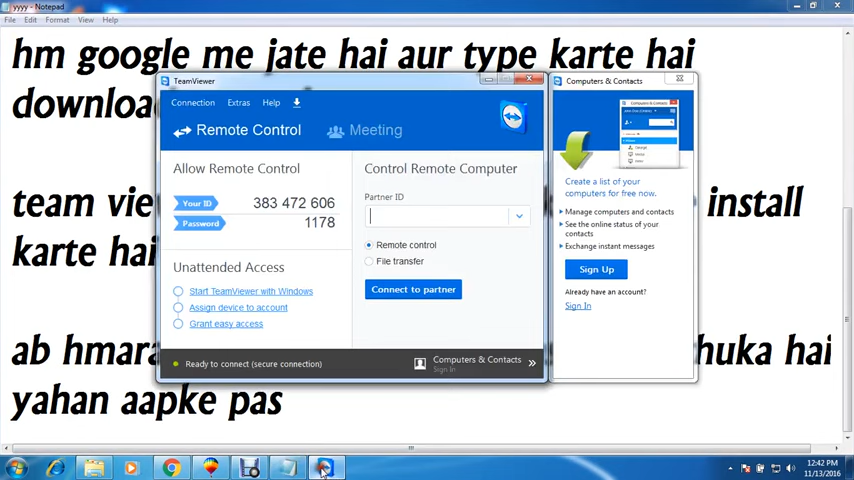 yyyy - Notepad
File Edit Format View Help
hm google me jate hai aur type karte hai
team
install
karte hai
ab
hai
yahan aapke pas
TeamViewer
Connection Extras Help
Remote Control
Meeting
Allow Remote Control
Your ID 383 472 606
Password 1178
Unattended Access
Start TeamViewer with Windows
Assign device to account
Grant easy access
Ready to connect (secure connection)
Control Remote Computer
Partner ID
Remote control
File transfer
Connect to partner
Computers & Contacts
Sign In
Computers & Contacts
Create a list of your
computers for free now.
Manage computers and contacts
See the online status of your
contacts
Exchange instant messages
Sign Up
Already have an account?
Sign In
12:42 PM
11/13/2016